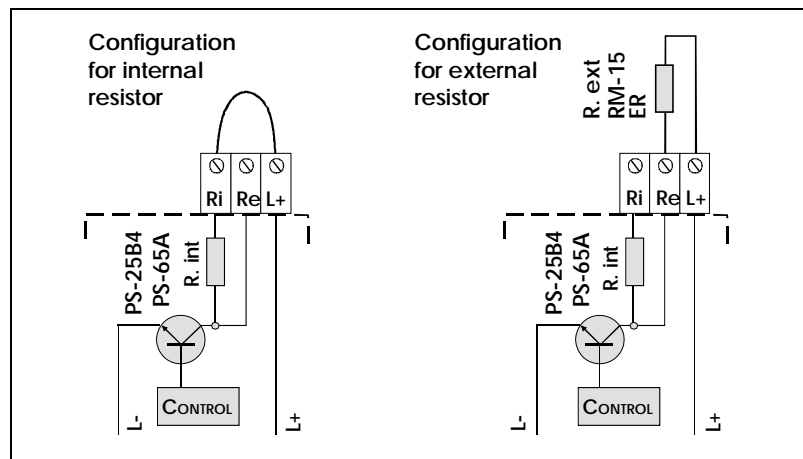 Configuration
for internal
resistor
Ri Re L+
PS-25B4
PS-65A
R. int
CONTROL
L-
L+
Configuration
for external
resistor
R. ext
RM-15
ER
Ri Re L+
PS-25B4
PS-65A
R. int
CONTROL
L-
L+